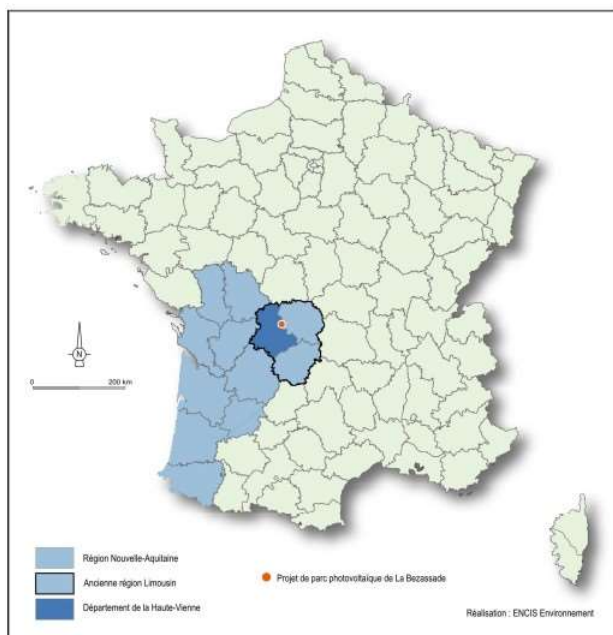 N
0
200 km
Région Nouvelle-Aquitaine
Ancienne région Limousin
Projet de parc photovoltaïque de La Bezassade
Département de la Haute-Vienne
Réalisation : ENCIS Environnement